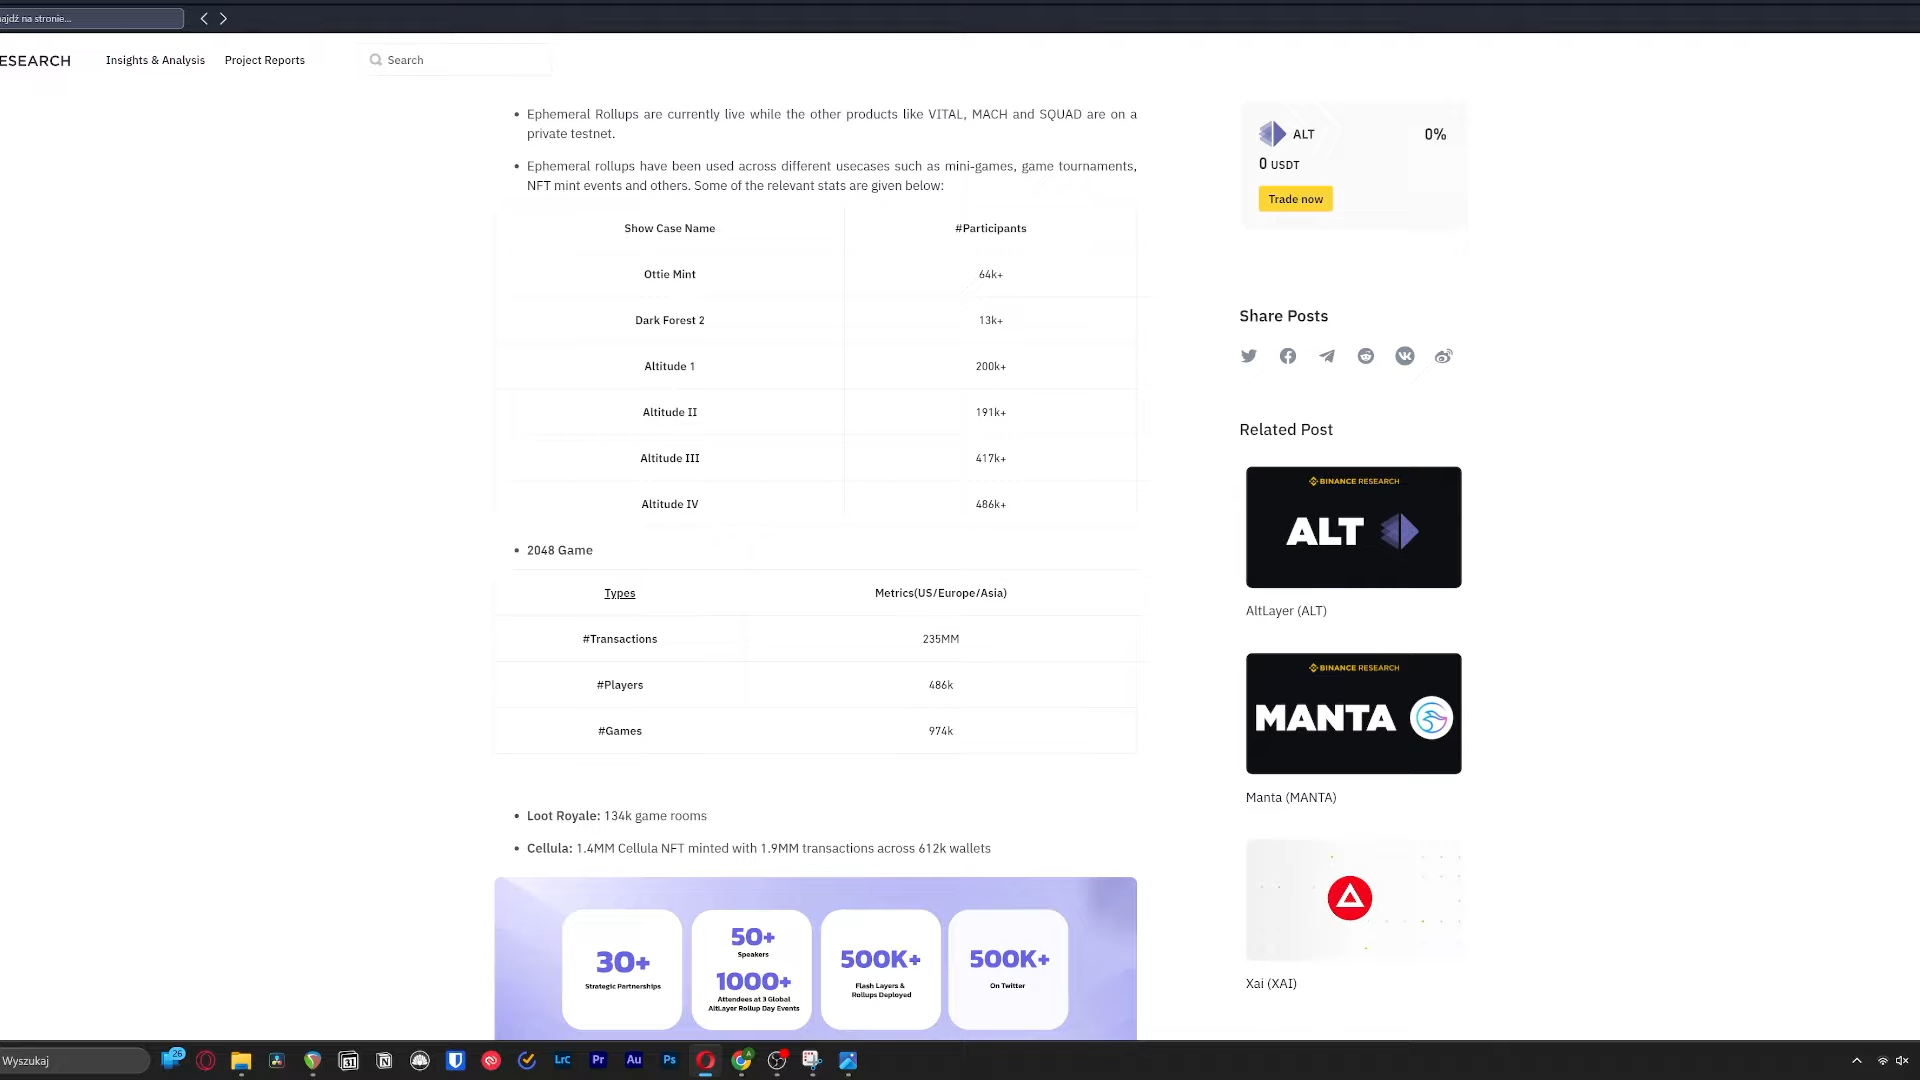 najdź na stronie...
ESEARCH
Insights & Analysis
Project Reports
Search
• Ephemeral Rollups are currently live while the other products like VITAL, MACH and SQUAD are on a
private testnet.
• Ephemeral rollups have been used across different usecases such as mini-games, game tournaments,
NFT mint events and others. Some of the relevant stats are given below:
Show Case Name #Participants
Ottie Mint 64k+
Dark Forest 2 13k+
Altitude 1 200k+
Altitude II 191k+
Altitude III 417k+
Altitude IV 486k+
• 2048 Game
Types Metrics(US/Europe/Asia)
#Transactions 235MM
#Players 486k
#Games 974k
• Loot Royale: 134k game rooms
• Cellula: 1.4MM Cellula NFT minted with 1.9MM transactions across 612k wallets
30+
Strategic Partnerships
50+
Speakers
1000+
Attendees at 3 Global
AltLayer Rollup Day Events
500K+
Flash Layers &
Rollups Deployed
500K+
On Twitter
ALT 0%
0 USDT
Trade now
Share Posts
Related Post
BINANCE RESEARCH
ALT
AltLayer (ALT)
BINANCE RESEARCH
MANTA
Manta (MANTA)
Xai (XAI)
Wyszukaj
26
31
LrC
Pr
Au
Ps